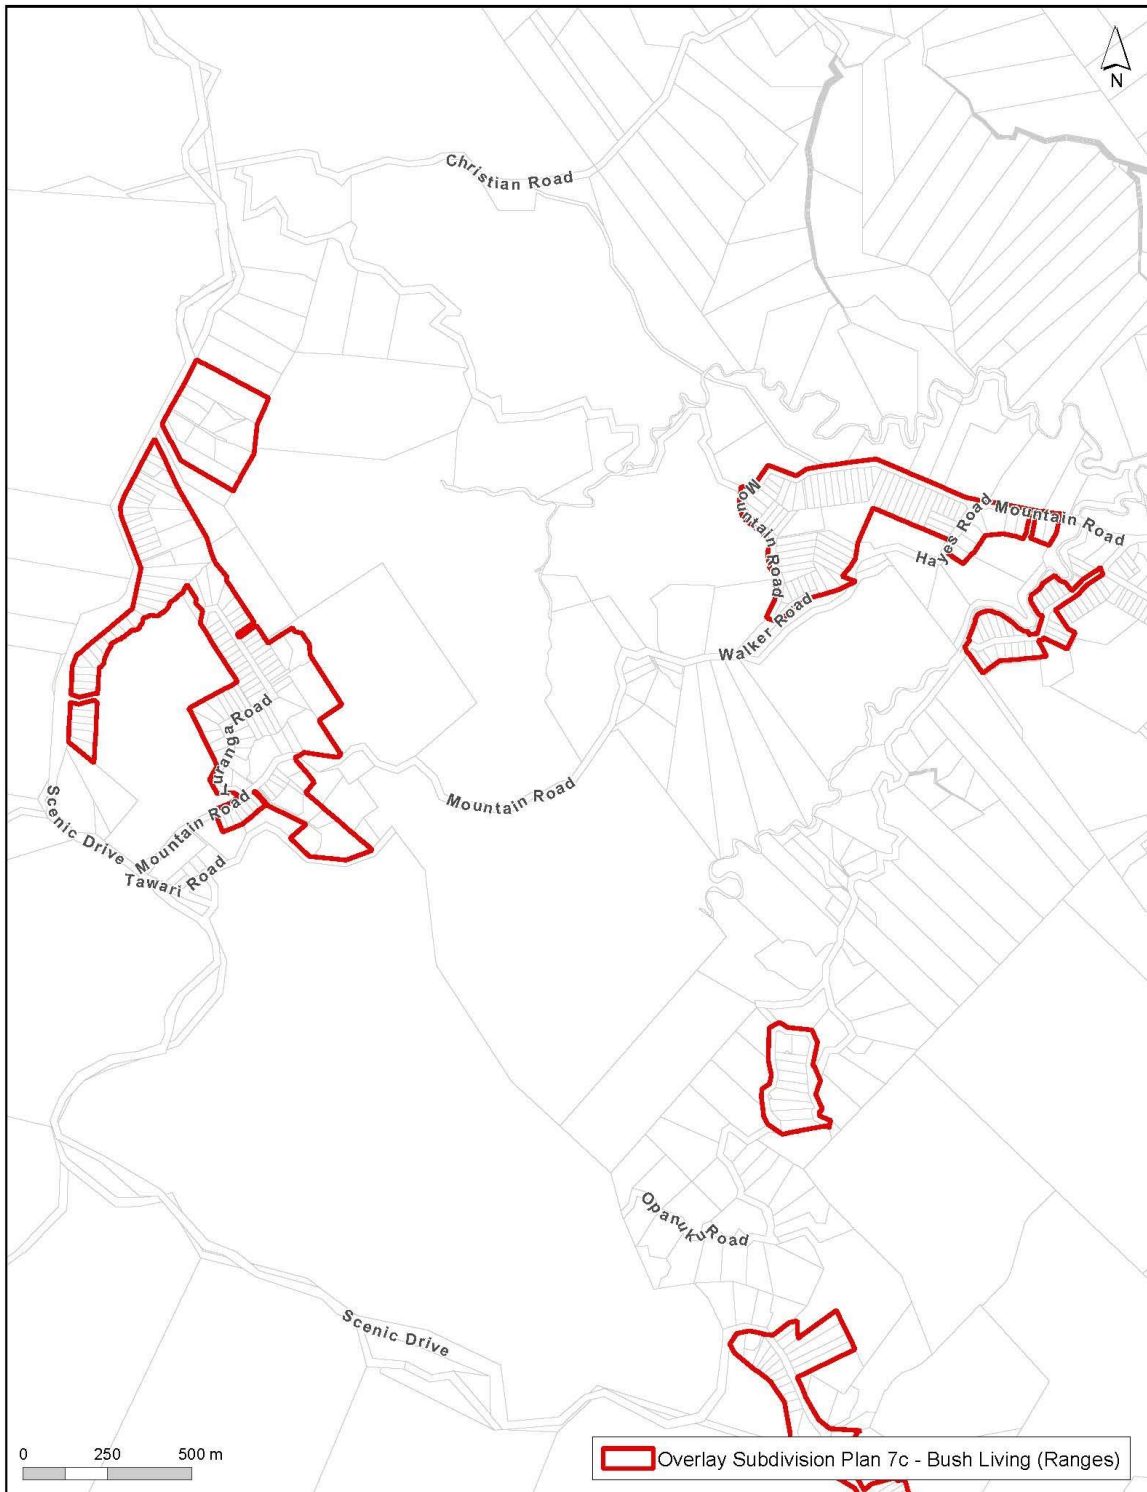 N
Christian Road
Mountain Road
Hayes Road
Mountain Road
Walker Road
Turanga Road
Mountain Road
Mountain Road
Scenic Drive
Tawari Road
Opanuku Road
Scenic Drive
0 250 500 m
Overlay Subdivision Plan 7c - Bush Living (Ranges)